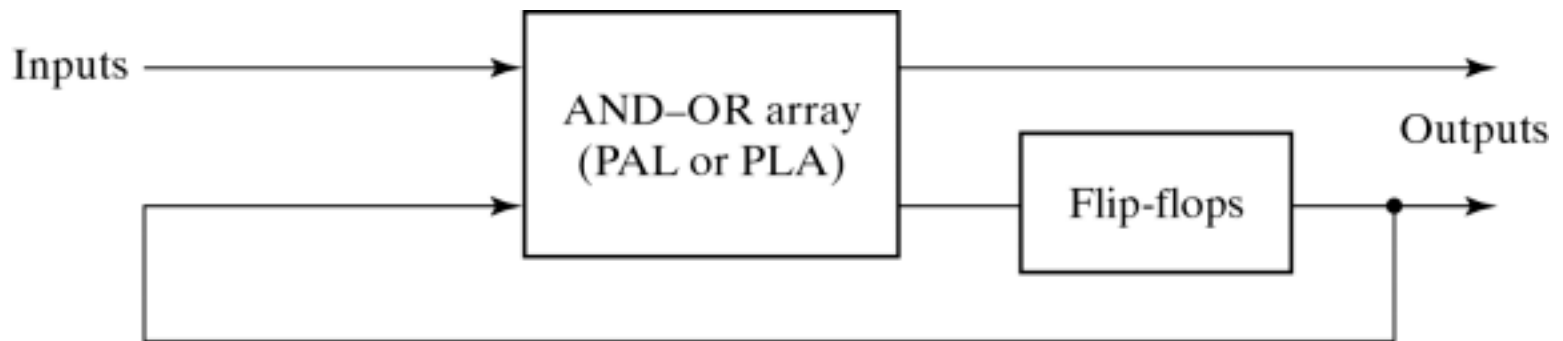 Inputs
AND–OR array
(PAL or PLA)
Outputs
Flip-flops